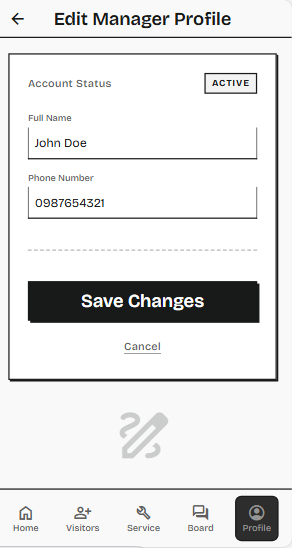 Edit Manager Profile
Account Status
ACTIVE
Full Name
John Doe
Phone Number
0987654321
Save Changes
Cancel
Home
Visitors
Service
Board
Profile